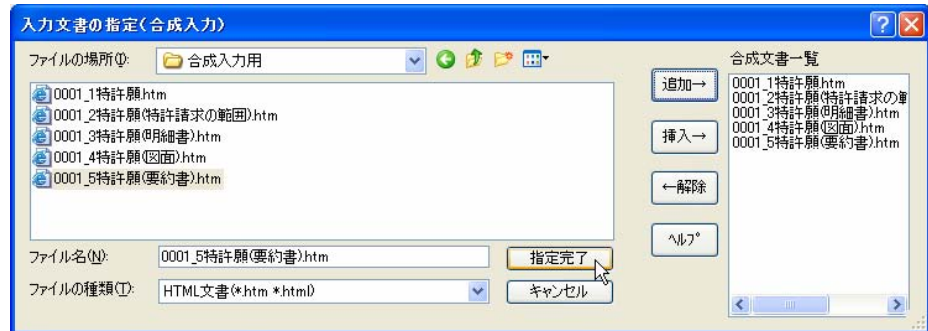 入力文書の指定(合成入力)
ファイルの場所(I):
合成入力用
0001_1特許願.htm
0001_2特許願(特許請求の範囲).htm
0001_3特許願(明細書).htm
0001_4特許願(図面).htm
0001_5特許願(要約書).htm
ファイル名(N):
0001_5特許願(要約書).htm
ファイルの種類(T):
HTML文書(*.htm *.html)
指定完了
キャンセル
追加→
挿入→
←解除
ヘルプ
合成文書一覧
0001_1特許願.htm
0001_2特許願(特許請求の筆
0001_3特許願(明細書).htm
0001_4特許願(図面).htm
0001_5特許願(要約書).htm